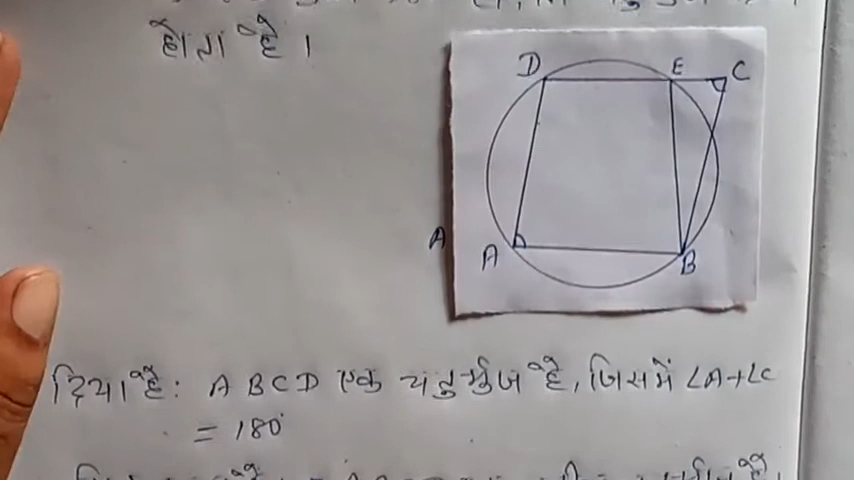 होता है।
D E C
A
A B
दिया है: ABCD एक चतुर्भुज है, जिसमें ∠A+∠C
= 180°